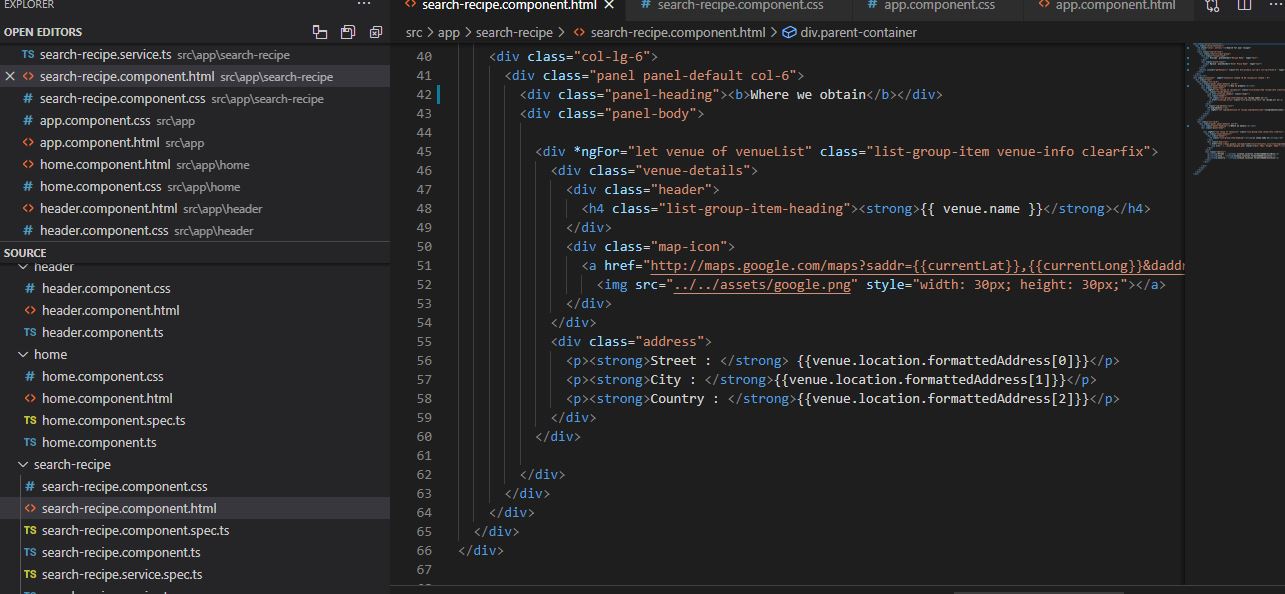 EXPLORER
OPEN EDITORS
TS search-recipe.service.ts src\app\search-recipe
<> search-recipe.component.html src\app\search-recipe
# search-recipe.component.css src\app\search-recipe
# app.component.css src\app
<> app.component.html src\app
<> home.component.html src\app\home
# home.component.css src\app\home
<> header.component.html src\app\header
# header.component.css src\app\header
SOURCE
header
# header.component.css
<> header.component.html
TS header.component.ts
home
# home.component.css
<> home.component.html
TS home.component.spec.ts
TS home.component.ts
search-recipe
# search-recipe.component.css
<> search-recipe.component.html
TS search-recipe.component.spec.ts
TS search-recipe.component.ts
TS search-recipe.service.spec.ts
<> search-recipe.component.html
# search-recipe.component.css
# app.component.css
<> app.component.html
src > app > search-recipe > <> search-recipe.component.html > div.parent-container
40 <div class="col-lg-6">
41 <div class="panel panel-default col-6">
42 <div class="panel-heading"><b>Where we obtain</b></div>
43 <div class="panel-body">
44
45 <div *ngFor="let venue of venueList" class="list-group-item venue-info clearfix">
46 <div class="venue-details">
47 <div class="header">
48 <h4 class="list-group-item-heading"><strong>{{ venue.name }}</strong></h4>
49 </div>
50 <div class="map-icon">
51 <a href="http://maps.google.com/maps?saddr={{currentLat}},{{currentLong}}&daddr
52 <img src="../../assets/google.png" style="width: 30px; height: 30px;"></a>
53 </div>
54 </div>
55 <div class="address">
56 <p><strong>Street : </strong> {{venue.location.formattedAddress[0]}}</p>
57 <p><strong>City : </strong>{{venue.location.formattedAddress[1]}}</p>
58 <p><strong>Country : </strong>{{venue.location.formattedAddress[2]}}</p>
59 </div>
60 </div>
61
62 </div>
63 </div>
64 </div>
65 </div>
66 </div>
67